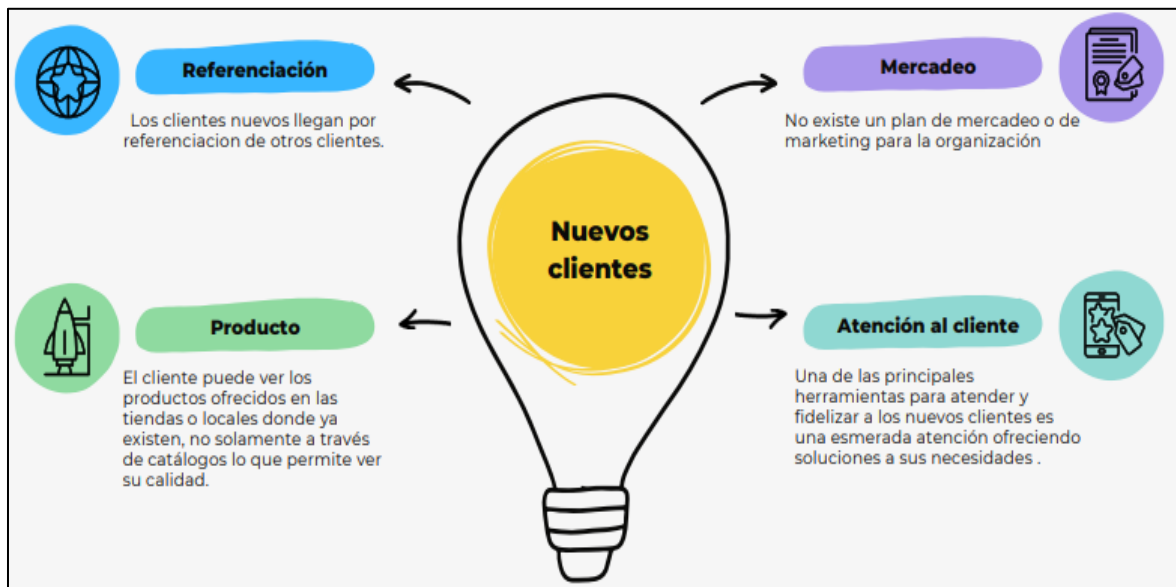 Referenciación
Los clientes nuevos llegan por
referenciacion de otros clientes.
Mercadeo
No existe un plan de mercadeo o de
marketing para la organización
Nuevos
clientes
Producto
El cliente puede ver los
productos ofrecidos en las
tiendas o locales donde ya
existen, no solamente a través
de catálogos lo que permite ver
su calidad.
Atención al cliente
Una de las principales
herramientas para atender y
fidelizar a los nuevos clientes es
una esmerada atención ofreciendo
soluciones a sus necesidades .